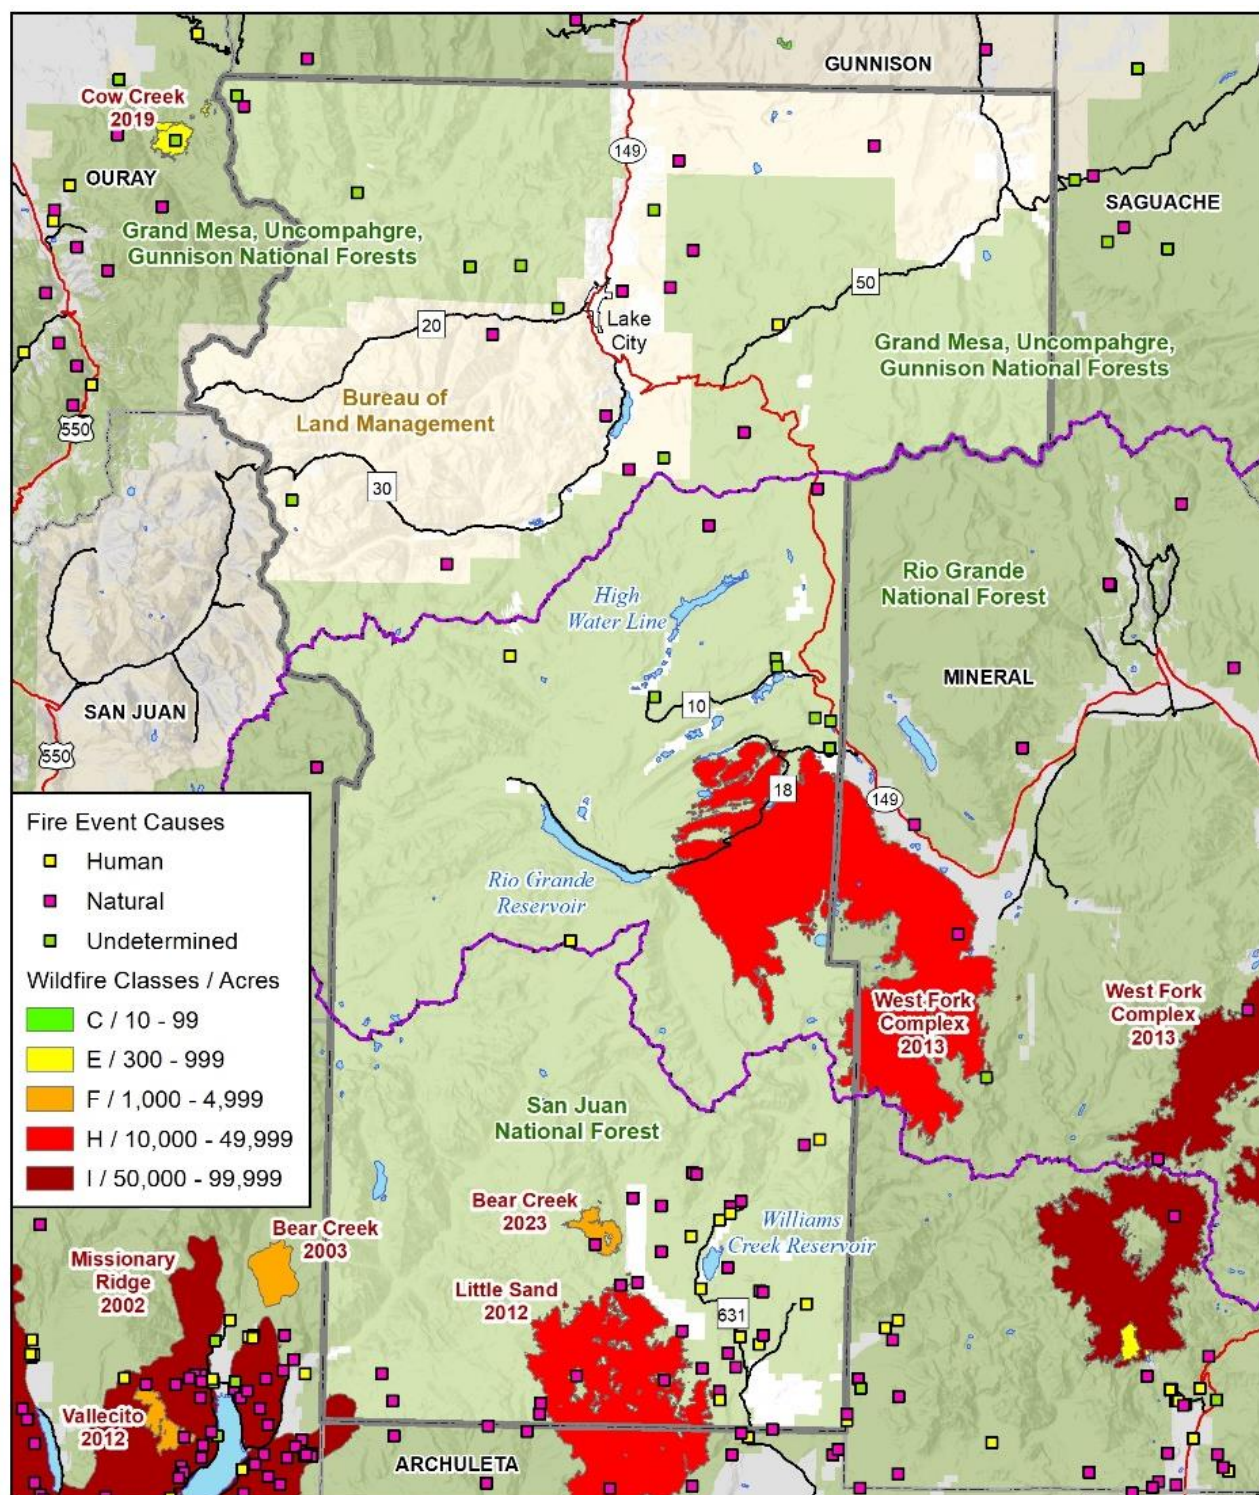 GUNNISON
Cow Creek
2019
149
OURAY
SAGUACHE
Grand Mesa, Uncompahgre,
Gunnison National Forests
50
20
Lake
City
Grand Mesa, Uncompahgre,
Gunnison National Forests
Bureau of
Land Management
550
30
High
Water Line
Rio Grande
National Forest
MINERAL
SAN JUAN
10
550
18
149
Fire Event Causes
Human
Natural
Undetermined
Wildfire Classes / Acres
C / 10 - 99
E / 300 - 999
F / 1,000 - 4,999
H / 10,000 - 49,999
I / 50,000 - 99,999
Rio Grande
Reservoir
West Fork
Complex
2013
West Fork
Complex
2013
San Juan
National Forest
Bear Creek
2023
Williams
Creek Reservoir
Bear Creek
2003
Missionary
Ridge
2002
Little Sand
2012
631
Vallecito
2012
ARCHULETA